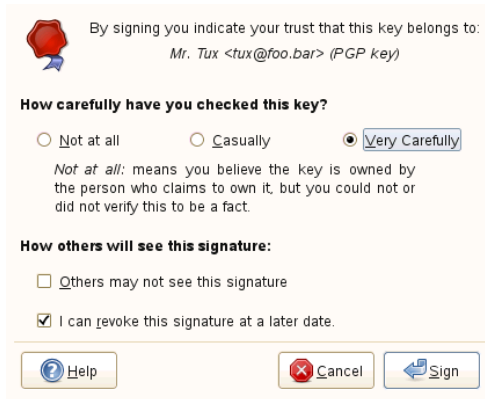 By signing you indicate your trust that this key belongs to:
Mr. Tux <tux@foo.bar> (PGP key)
How carefully have you checked this key?
Not at all Casually Very Carefully
Not at all: means you believe the key is owned by
the person who claims to own it, but you could not or
did not verify this to be a fact.
How others will see this signature:
Others may not see this signature
I can revoke this signature at a later date.
Help Cancel Sign